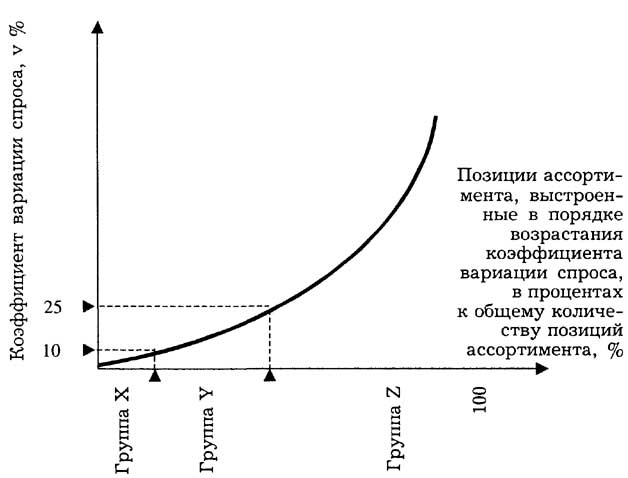 Коэффициент вариации спроса, v %
Позиции ассорти-
мента, выстроен-
ные в порядке
возрастания
коэффициента
вариации спроса,
в процентах
к общему количе-
ству позиций
ассортимента, %
25
10
Группа X
Группа Y
Группа Z
100